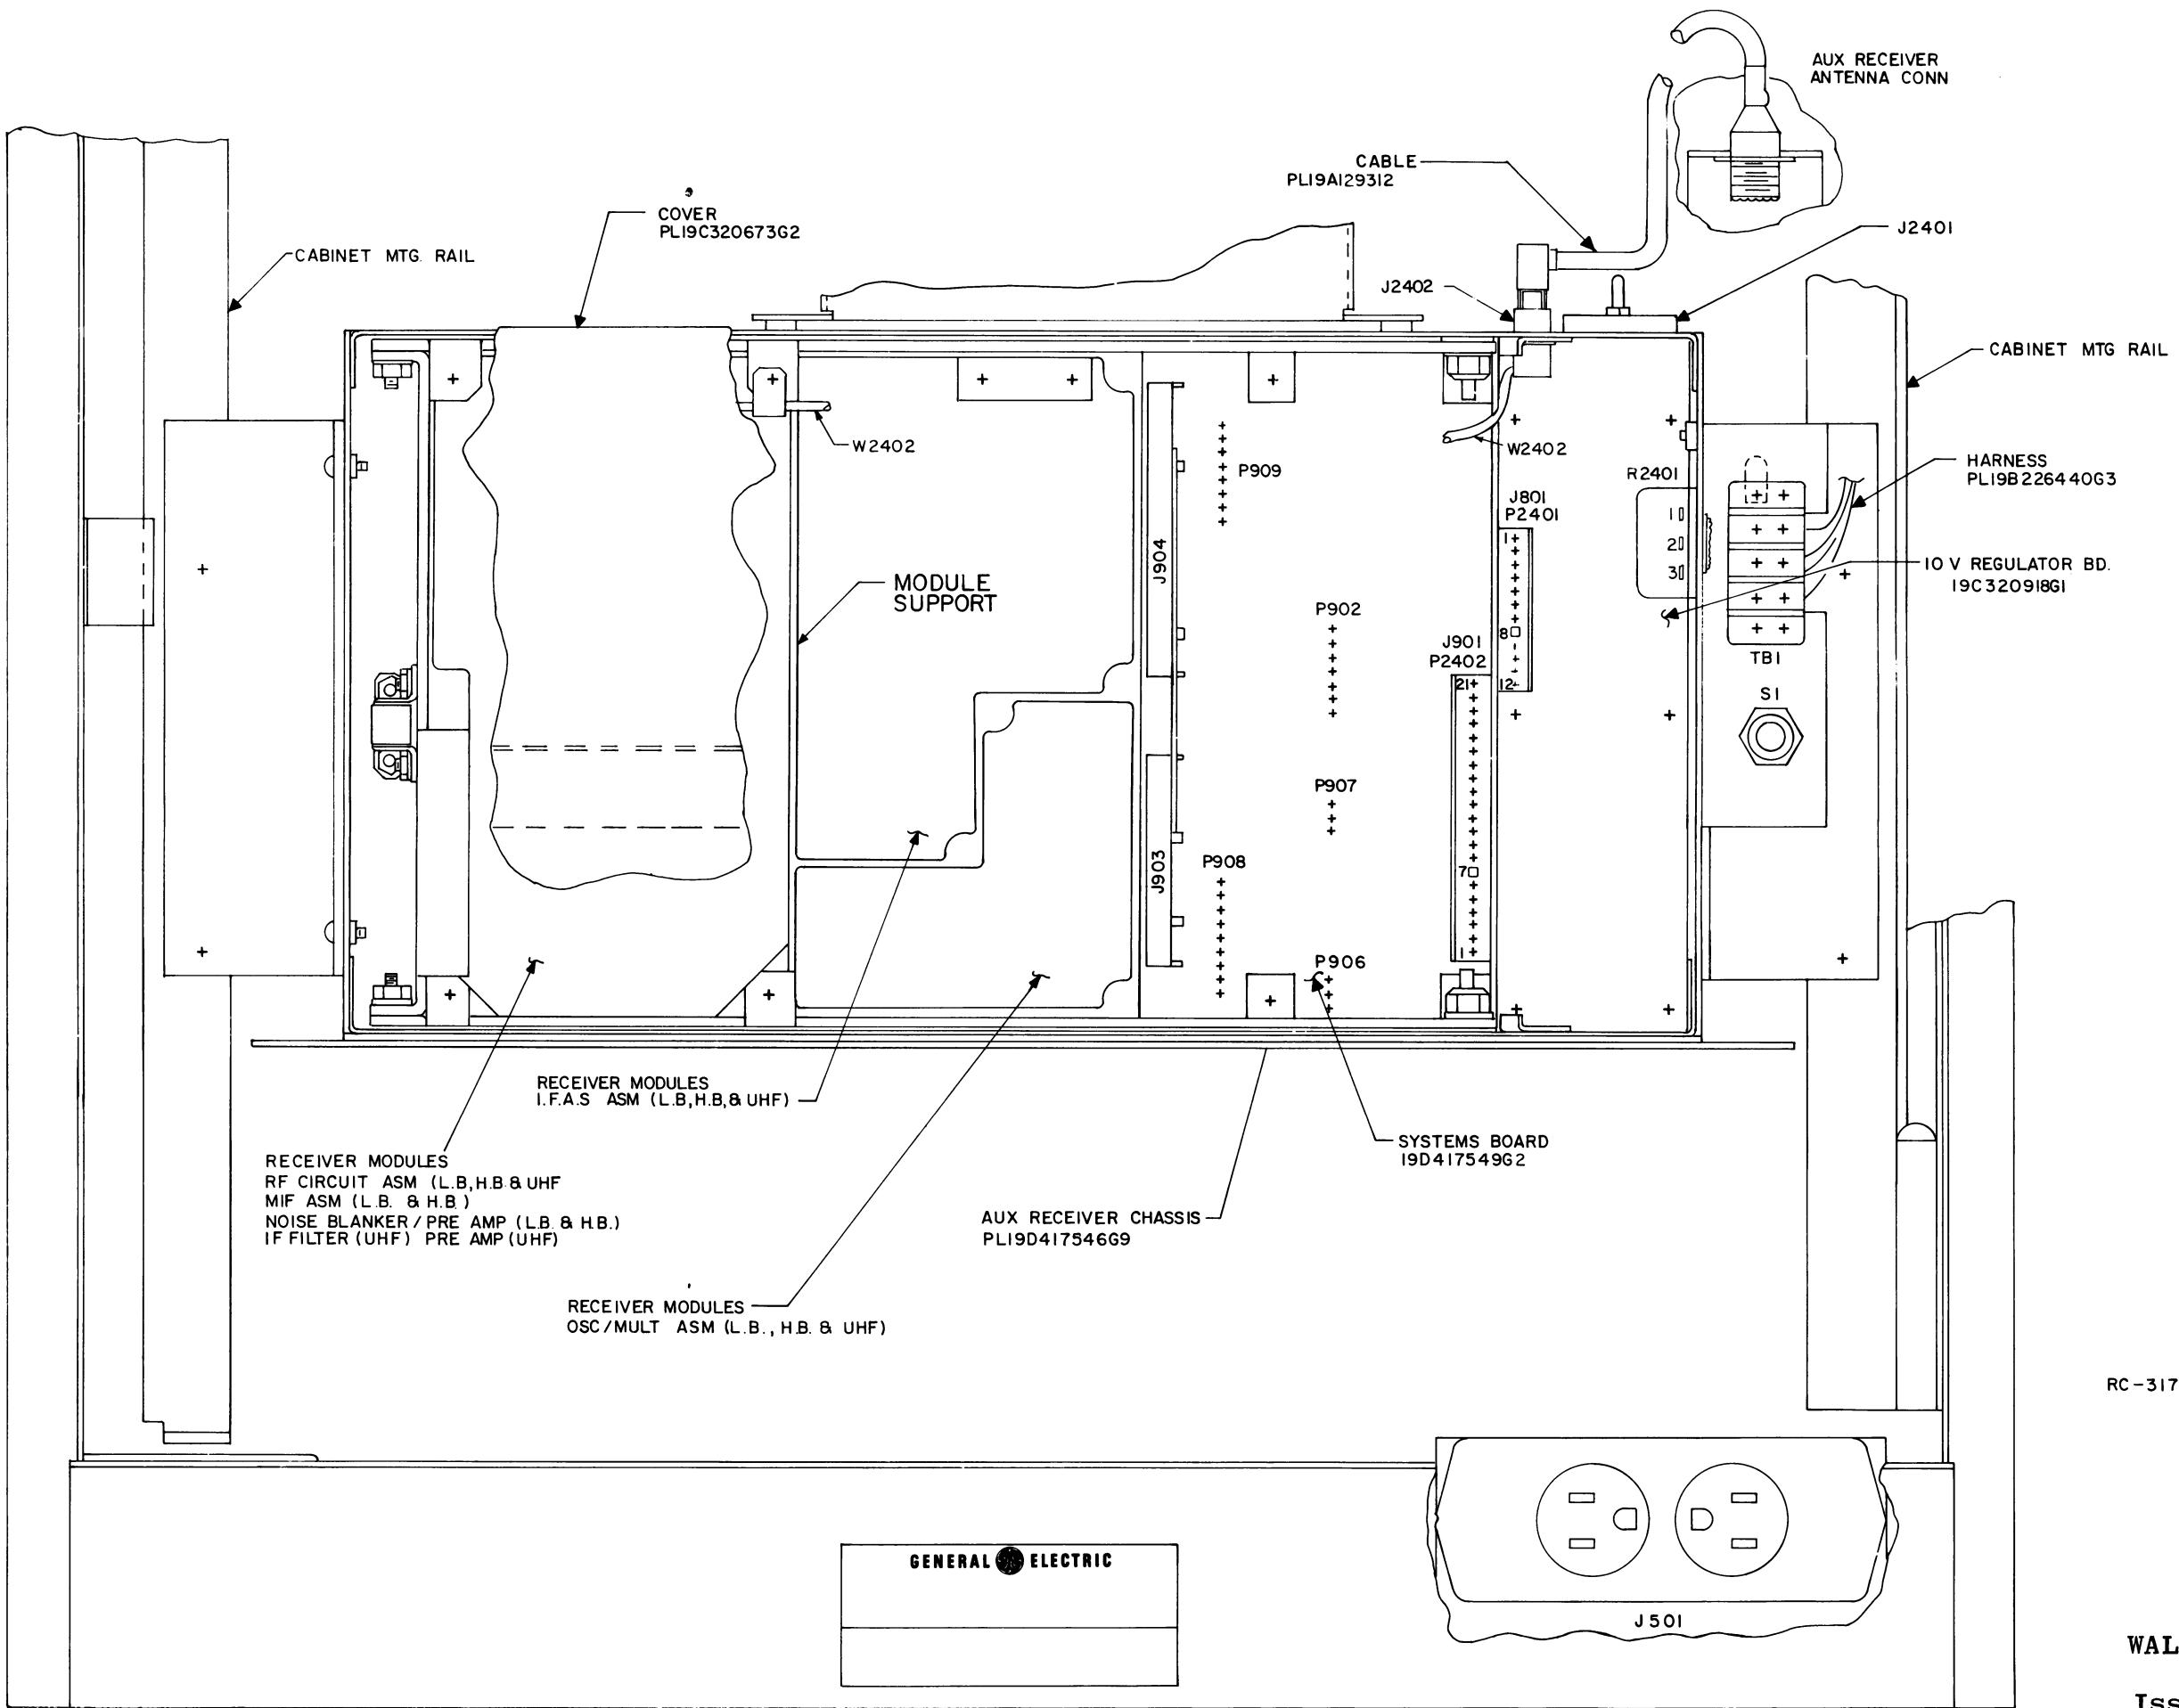 AUX RECEIVER
ANTENNA CONN
CABLE
PL19A129312
COVER
PL19C320673G2
J2401
CABINET MTG. RAIL
J2402
CABINET MTG RAIL
W2402
W2402
P909
R2401
HARNESS
PL19B226440G3
J801
P2401
1
1
2
3
J904
MODULE
SUPPORT
10 V REGULATOR BD.
19C320918G1
P902
8
J901
P2402
TB1
21
12
S1
P907
J903
P908
7
P906
1
RECEIVER MODULES
I.F.A.S ASM (L.B,H.B,& UHF)
SYSTEMS BOARD
19D417549G2
RECEIVER MODULES
RF CIRCUIT ASM (L.B,H.B.& UHF
MIF ASM (L.B. & H.B.)
NOISE BLANKER / PRE AMP (L.B. & H.B.)
IF FILTER (UHF) PRE AMP (UHF)
AUX RECEIVER CHASSIS
PL19D417546G9
RECEIVER MODULES
OSC/MULT ASM (L.B., H.B. & UHF)
RC-317
GENERAL ELECTRIC
J501
WAL
Iss